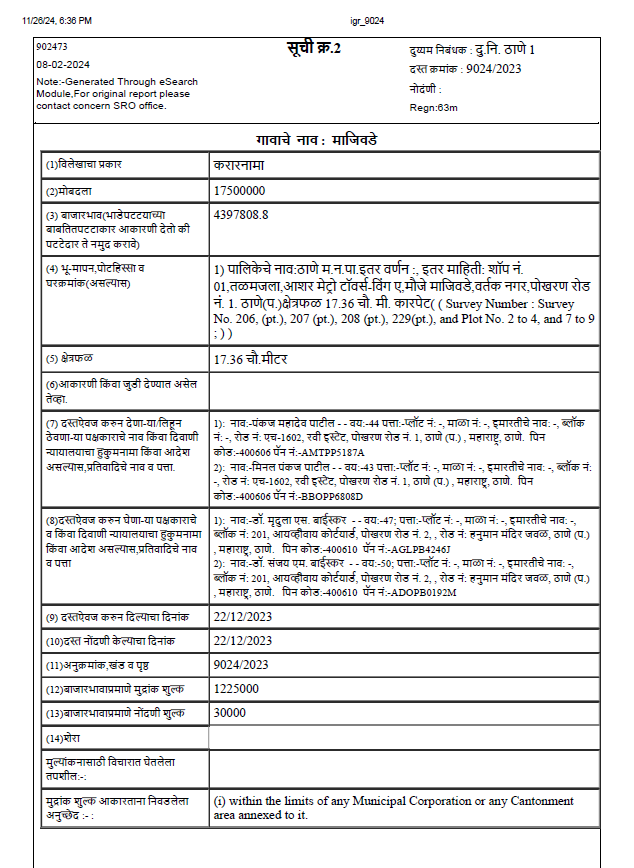 11/26/24, 6:36 PM igr_9024
902473
08-02-2024
Note:-Generated Through eSearch
Module,For original report please
contact concern SRO office.
सूची क्र.2
दुय्यम निबंधक : दु.नि. ठाणे 1
दस्त क्रमांक : 9024/2023
नोदंणी :
Regn:63m
गावाचे नाव : माजिवडे
(1)विलेखाचा प्रकार
करारनामा
(2)मोबदला
17500000
(3) बाजारभाव(भाडेपटटयाच्या
बाबतितपटटाकार आकारणी देतो की
पटटेदार ते नमुद करावे)
4397808.8
(4) भू-मापन,पोटहिस्सा व
घरक्रमांक(असल्यास)
1) पालिकेचे नाव:ठाणे म.न.पा.इतर वर्णन :, इतर माहिती: शॉप नं.
01,तळमजला,आशर मेट्रो टॉवर्स-विंग ए,मौजे माजिवडे,वर्तक नगर,पोखरण रोड
नं. 1. ठाणे(प.)क्षेत्रफळ 17.36 चौ. मी. कारपेट( ( Survey Number : Survey
No. 206, (pt.), 207 (pt.), 208 (pt.), 229(pt.), and Plot No. 2 to 4, and 7 to 9
; ) )
(5) क्षेत्रफळ
17.36 चौ.मीटर
(6)आकारणी किंवा जुडी देण्यात असेल
तेव्हा.
(7) दस्तऐवज करुन देणा-या/लिहून
ठेवणा-या पक्षकाराचे नाव किंवा दिवाणी
न्यायालयाचा हुकुमनामा किंवा आदेश
असल्यास,प्रतिवादिचे नाव व पत्ता.
1): नाव:-पंकज महादेव पाटील - - वय:-44 पत्ता:-प्लॉट नं: -, माळा नं: -, इमारतीचे नाव: -, ब्लॉक
नं: -, रोड नं: एच-1602, रवी इस्टेट, पोखरण रोड नं. 1, ठाणे (प.) , महाराष्ट्र, ठाणे. पिन
कोड:-400606 पॅन नं:-AMTPP5187A
2): नाव:-मिनल पंकज पाटील - - वय:-43 पत्ता:-प्लॉट नं: -, माळा नं: -, इमारतीचे नाव: -, ब्लॉक नं:
-, रोड नं: एच-1602, रवी इस्टेट, पोखरण रोड नं. 1, ठाणे (प.) , महाराष्ट्र, ठाणे. पिन
कोड:-400606 पॅन नं:-BBOPP6808D
(8)दस्तऐवज करुन घेणा-या पक्षकाराचे
व किंवा दिवाणी न्यायालयाचा हुकुमनामा
किंवा आदेश असल्यास,प्रतिवादिचे नाव
व पत्ता
1): नाव:-डॉ. मृदुला एस. बाईस्कर - - वय:-47; पत्ता:-प्लॉट नं: -, माळा नं: -, इमारतीचे नाव: -,
ब्लॉक नं: 201, आयव्हीवाय कोर्टयार्ड, पोखरण रोड नं. 2, , रोड नं: हनुमान मंदिर जवळ, ठाणे (प.)
, महाराष्ट्र, ठाणे. पिन कोड:-400610 पॅन नं:-AGLPB4246J
2): नाव:-डॉ. संजय एम. बाईस्कर - - वय:-50; पत्ता:-प्लॉट नं: -, माळा नं: -, इमारतीचे नाव: -,
ब्लॉक नं: 201, आयव्हीवाय कोर्टयार्ड, पोखरण रोड नं. 2, , रोड नं: हनुमान मंदिर जवळ, ठाणे (प.)
, महाराष्ट्र, ठाणे. पिन कोड:-400610 पॅन नं:-ADOPB0192M
(9) दस्तऐवज करुन दिल्याचा दिनांक
22/12/2023
(10)दस्त नोंदणी केल्याचा दिनांक
22/12/2023
(11)अनुक्रमांक,खंड व पृष्ठ
9024/2023
(12)बाजारभावाप्रमाणे मुद्रांक शुल्क
1225000
(13)बाजारभावाप्रमाणे नोंदणी शुल्क
30000
(14)शेरा
मुल्यांकनासाठी विचारात घेतलेला
तपशील:-:
मुद्रांक शुल्क आकारताना निवडलेला
अनुच्छेद :- :
(i) within the limits of any Municipal Corporation or any Cantonment
area annexed to it.